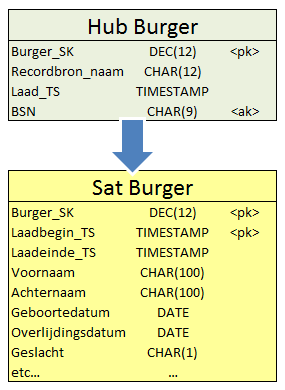 Hub Burger
Burger_SK DEC(12) <pk>
Recordbron_naam CHAR(12)
Laad_TS TIMESTAMP
BSN CHAR(9) <ak>
Sat Burger
Burger_SK DEC(12) <pk>
Laadbegin_TS TIMESTAMP <pk>
Laadeinde_TS TIMESTAMP
Voornaam CHAR(100)
Achternaam CHAR(100)
Geboortedatum DATE
Overlijdingsdatum DATE
Geslacht CHAR(1)
etc... ...